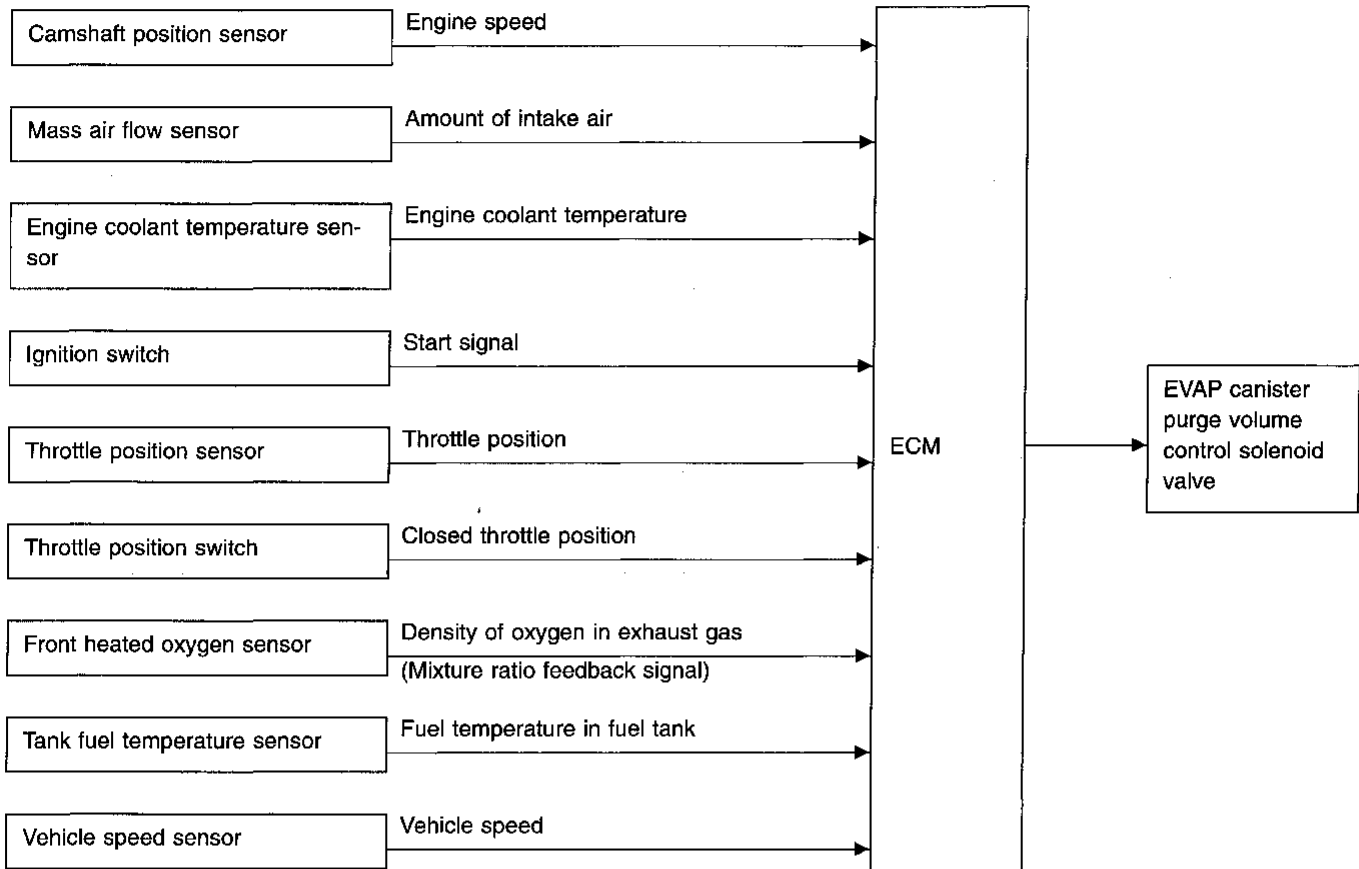 Camshaft position sensor
Engine speed
Mass air flow sensor
Amount of intake air
Engine coolant temperature sen-
sor
Engine coolant temperature
Ignition switch
Start signal
Throttle position sensor
Throttle position
Throttle position switch
Closed throttle position
Front heated oxygen sensor
Density of oxygen in exhaust gas
(Mixture ratio feedback signal)
Tank fuel temperature sensor
Fuel temperature in fuel tank
Vehicle speed sensor
Vehicle speed
ECM
EVAP canister
purge volume
control solenoid
valve